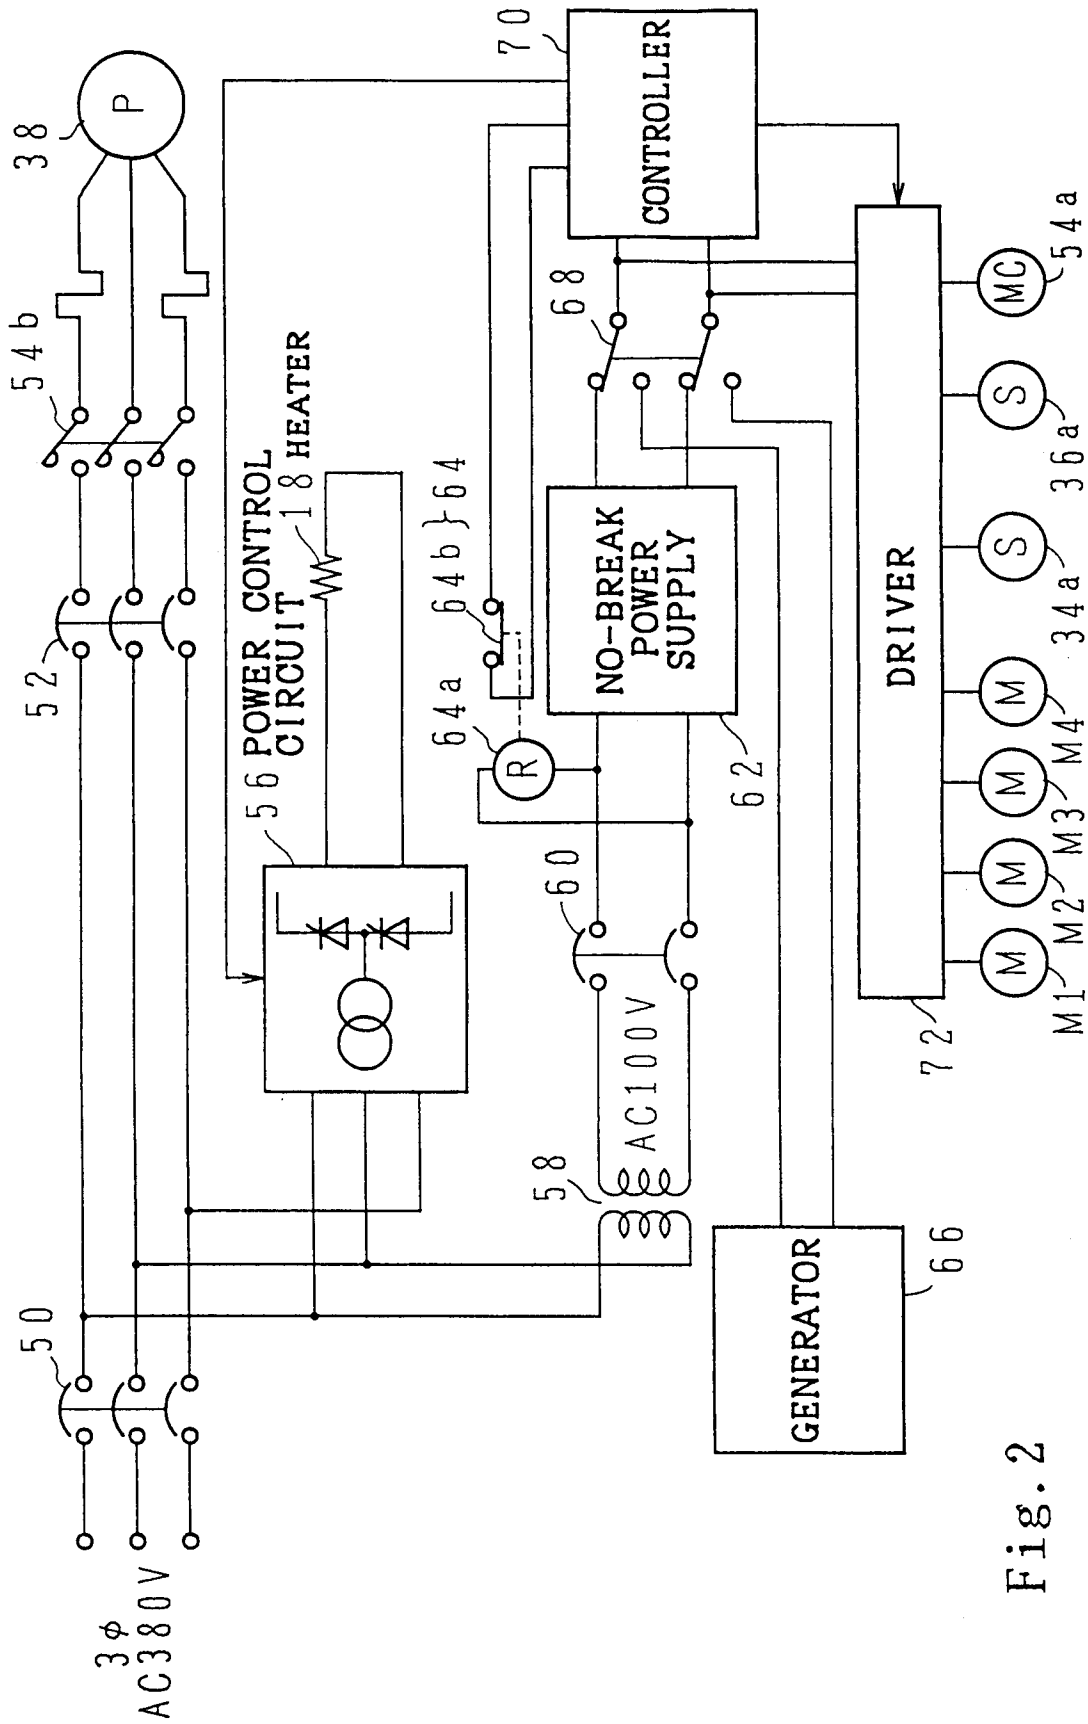 3φ
AC380V
50
52
54b
38
P
56
POWER CONTROL
CIRCUIT
18 HEATER
58
AC100V
60
64a
R
64b}64
NO-BREAK
POWER
SUPPLY
62
68
70
CONTROLLER
GENERATOR
66
DRIVER
72
M
M
M
M
S
S
MC
M1
M2
M3
M4
34a
36a
54a
Fig.2